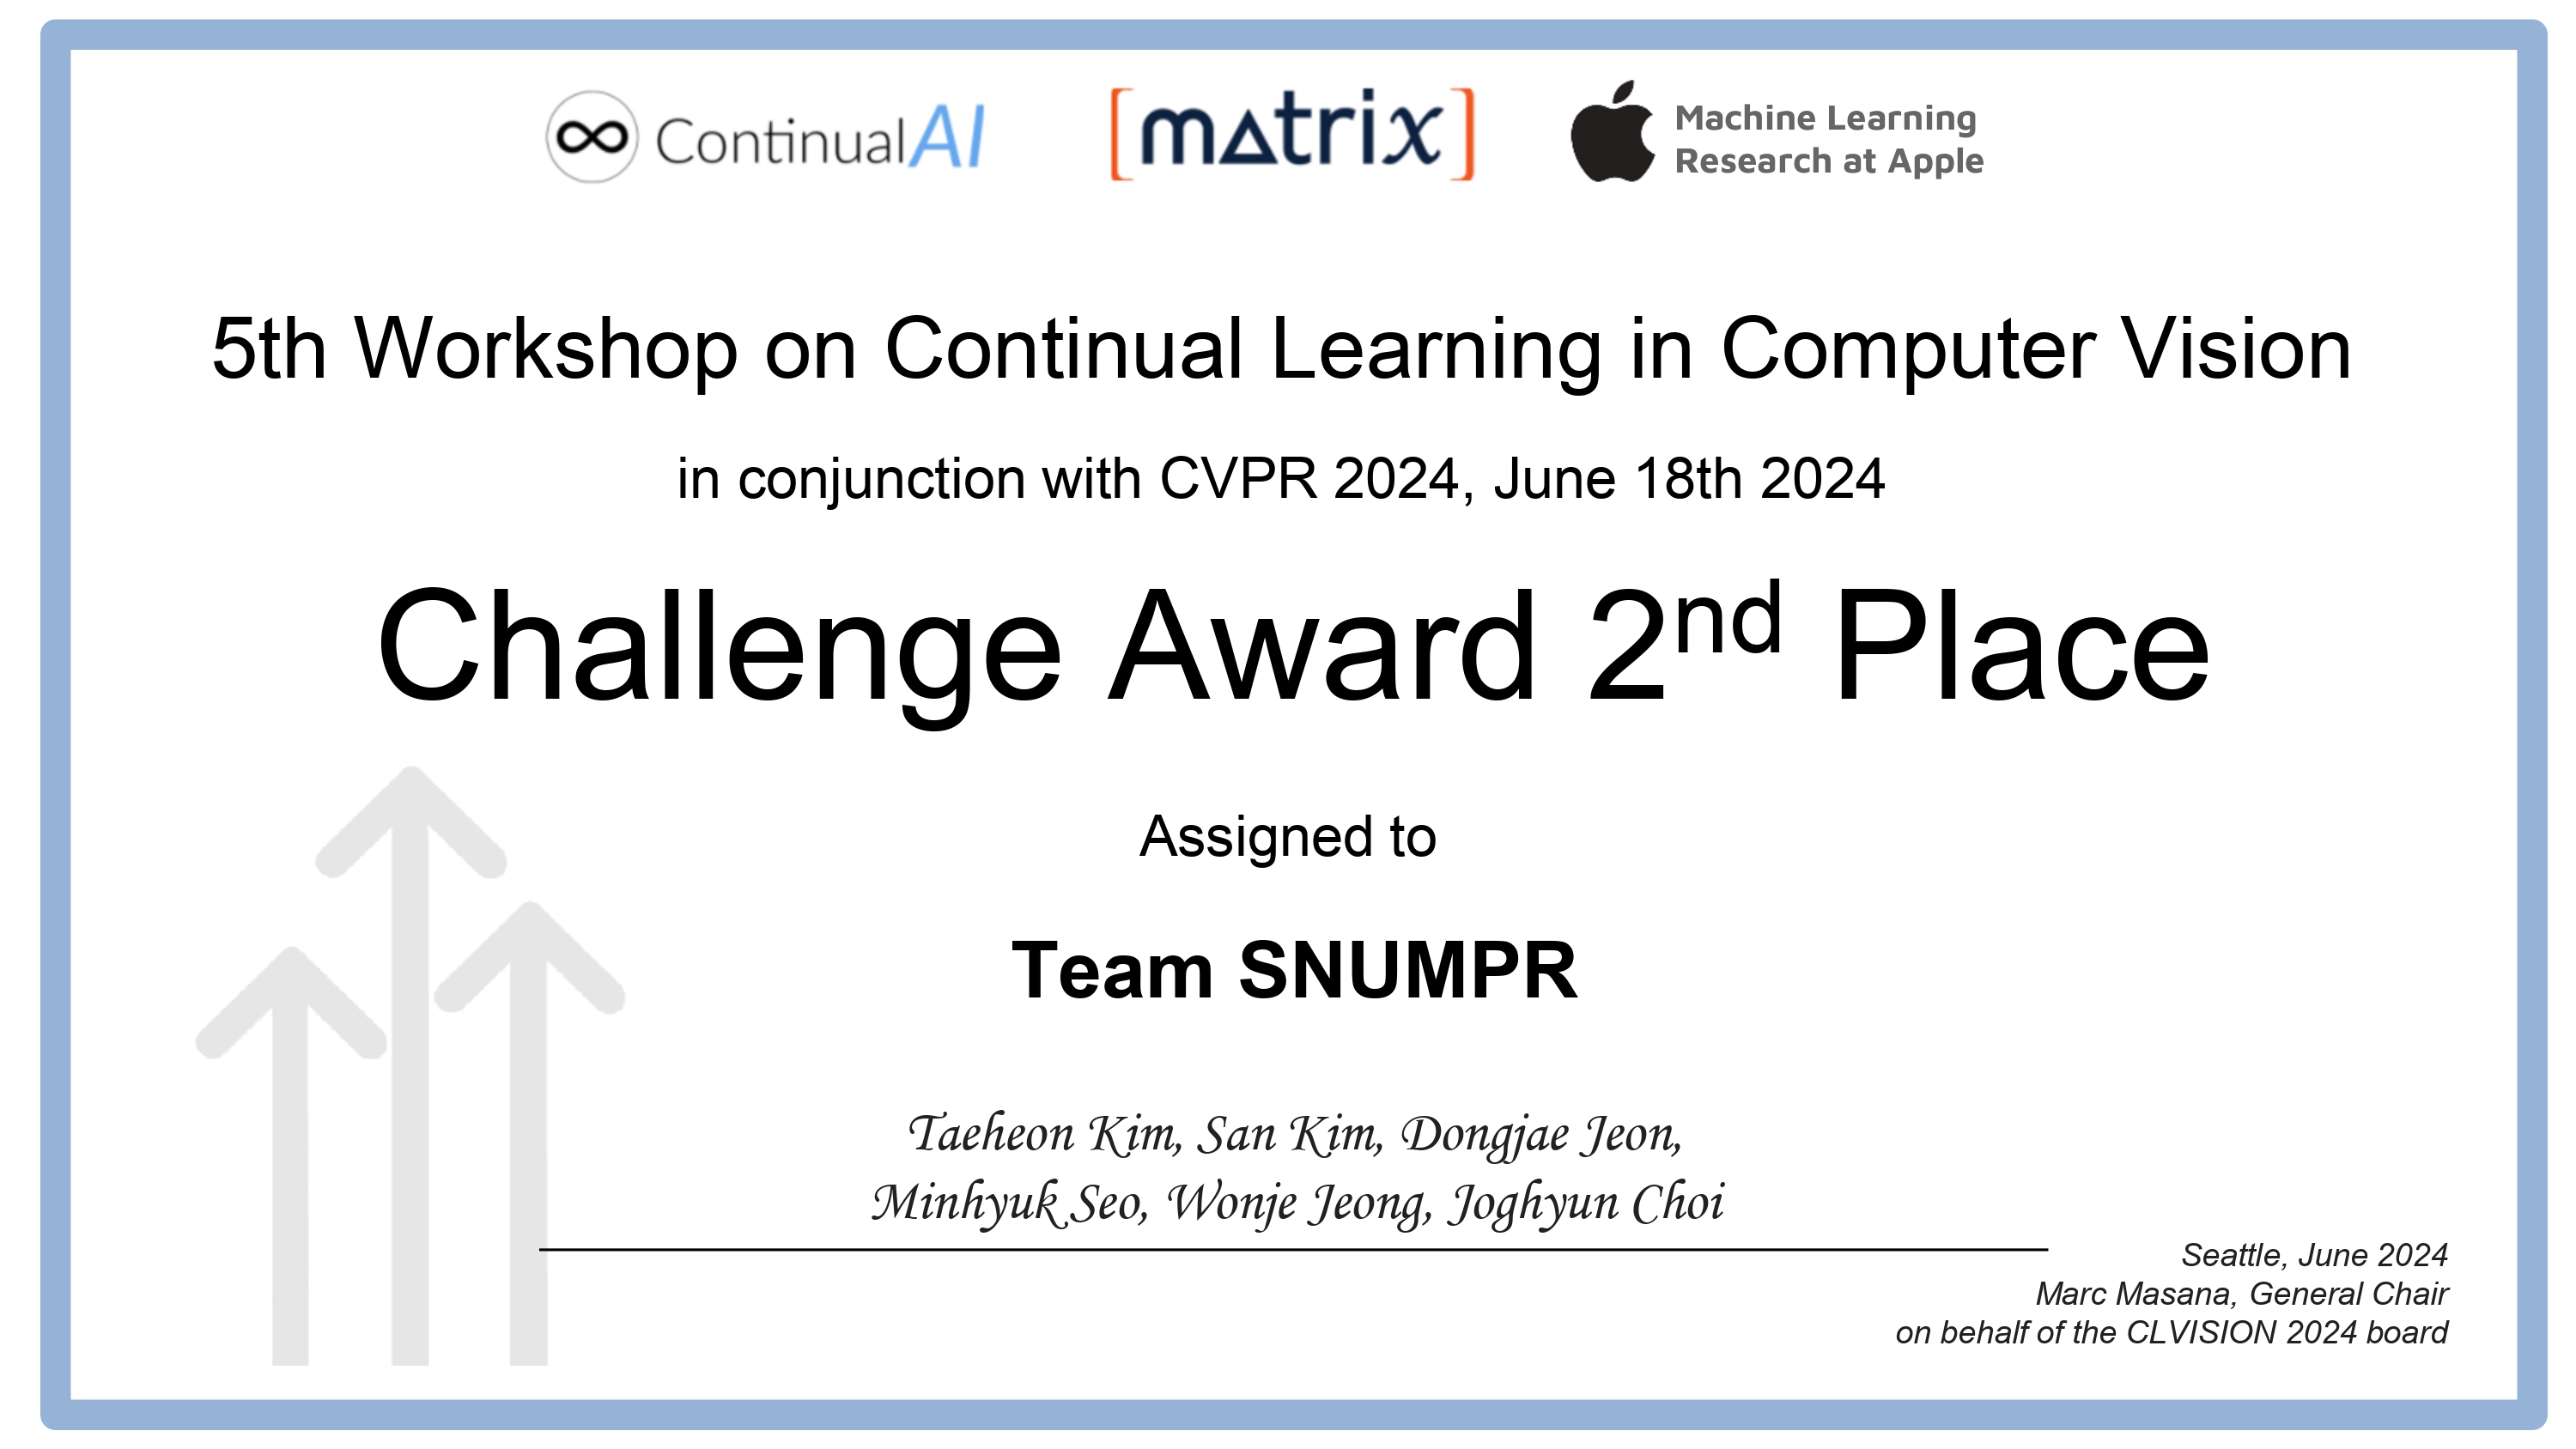 ContinualAI
[matrix]
Machine Learning
Research at Apple
5th Workshop on Continual Learning in Computer Vision
in conjunction with CVPR 2024, June 18th 2024
Challenge Award 2nd Place
Assigned to
Team SNUMPR
Taeheon Kim, San Kim, Dongjae Jeon,
Minhyuk Seo, Wonje Jeong, Joghyun Choi
Seattle, June 2024
Marc Masana, General Chair
on behalf of the CLVISION 2024 board